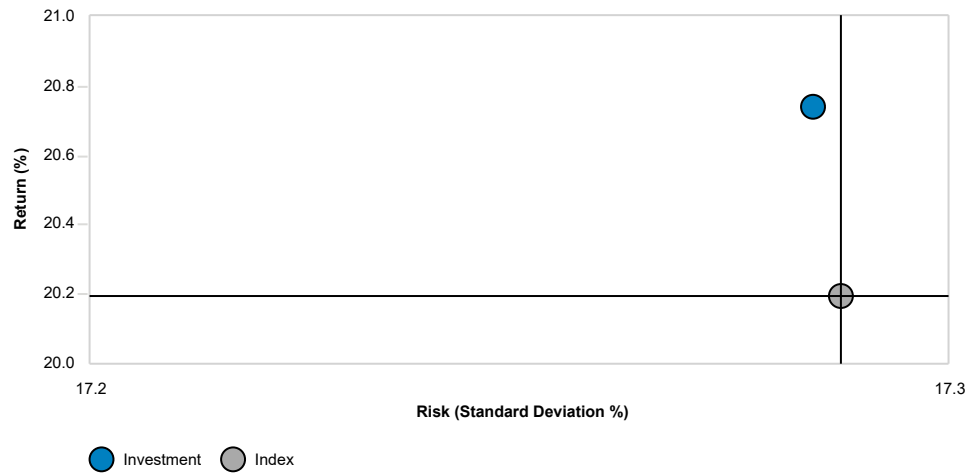 21.0
20.8
20.6
20.4
20.2
20.0
Return (%)
17.2 17.3
Risk (Standard Deviation %)
Investment Index